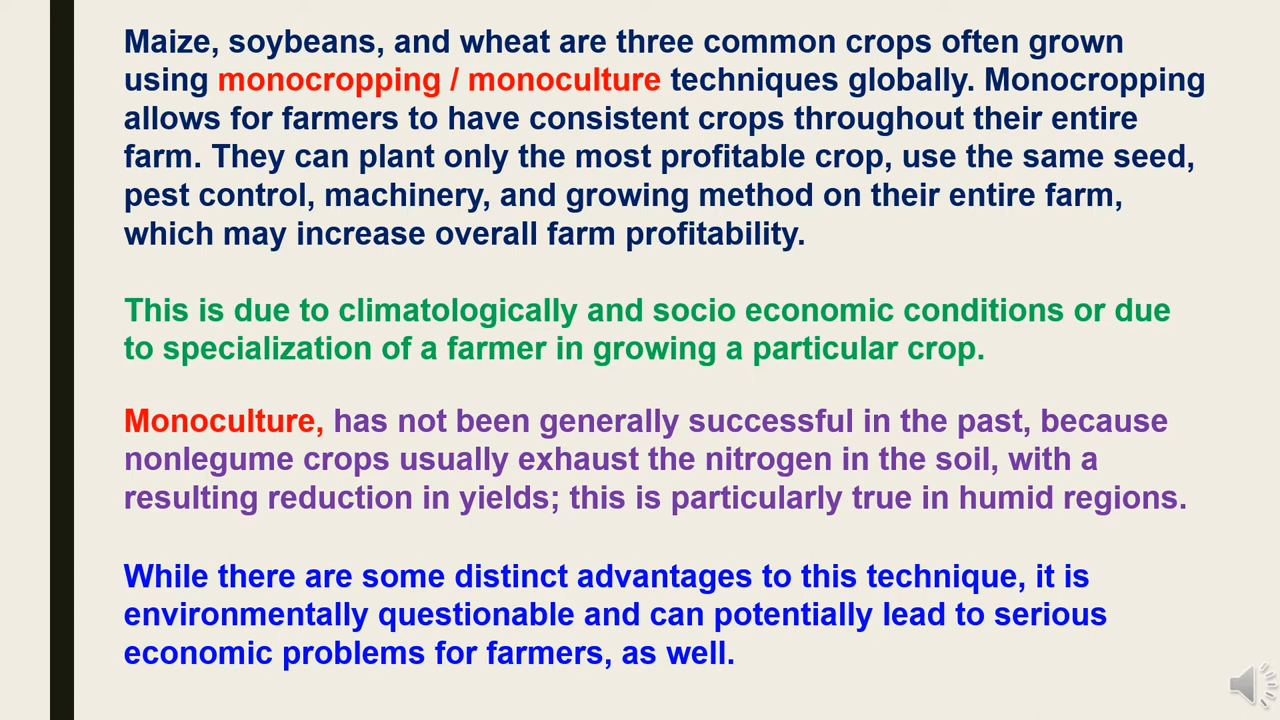 Maize, soybeans, and wheat are three common crops often grown
using monocropping / monoculture techniques globally. Monocropping
allows for farmers to have consistent crops throughout their entire
farm. They can plant only the most profitable crop, use the same seed,
pest control, machinery, and growing method on their entire farm,
which may increase overall farm profitability.
This is due to climatologically and socio economic conditions or due
to specialization of a farmer in growing a particular crop.
Monoculture, has not been generally successful in the past, because
nonlegume crops usually exhaust the nitrogen in the soil, with a
resulting reduction in yields; this is particularly true in humid regions.
While there are some distinct advantages to this technique, it is
environmentally questionable and can potentially lead to serious
economic problems for farmers, as well.